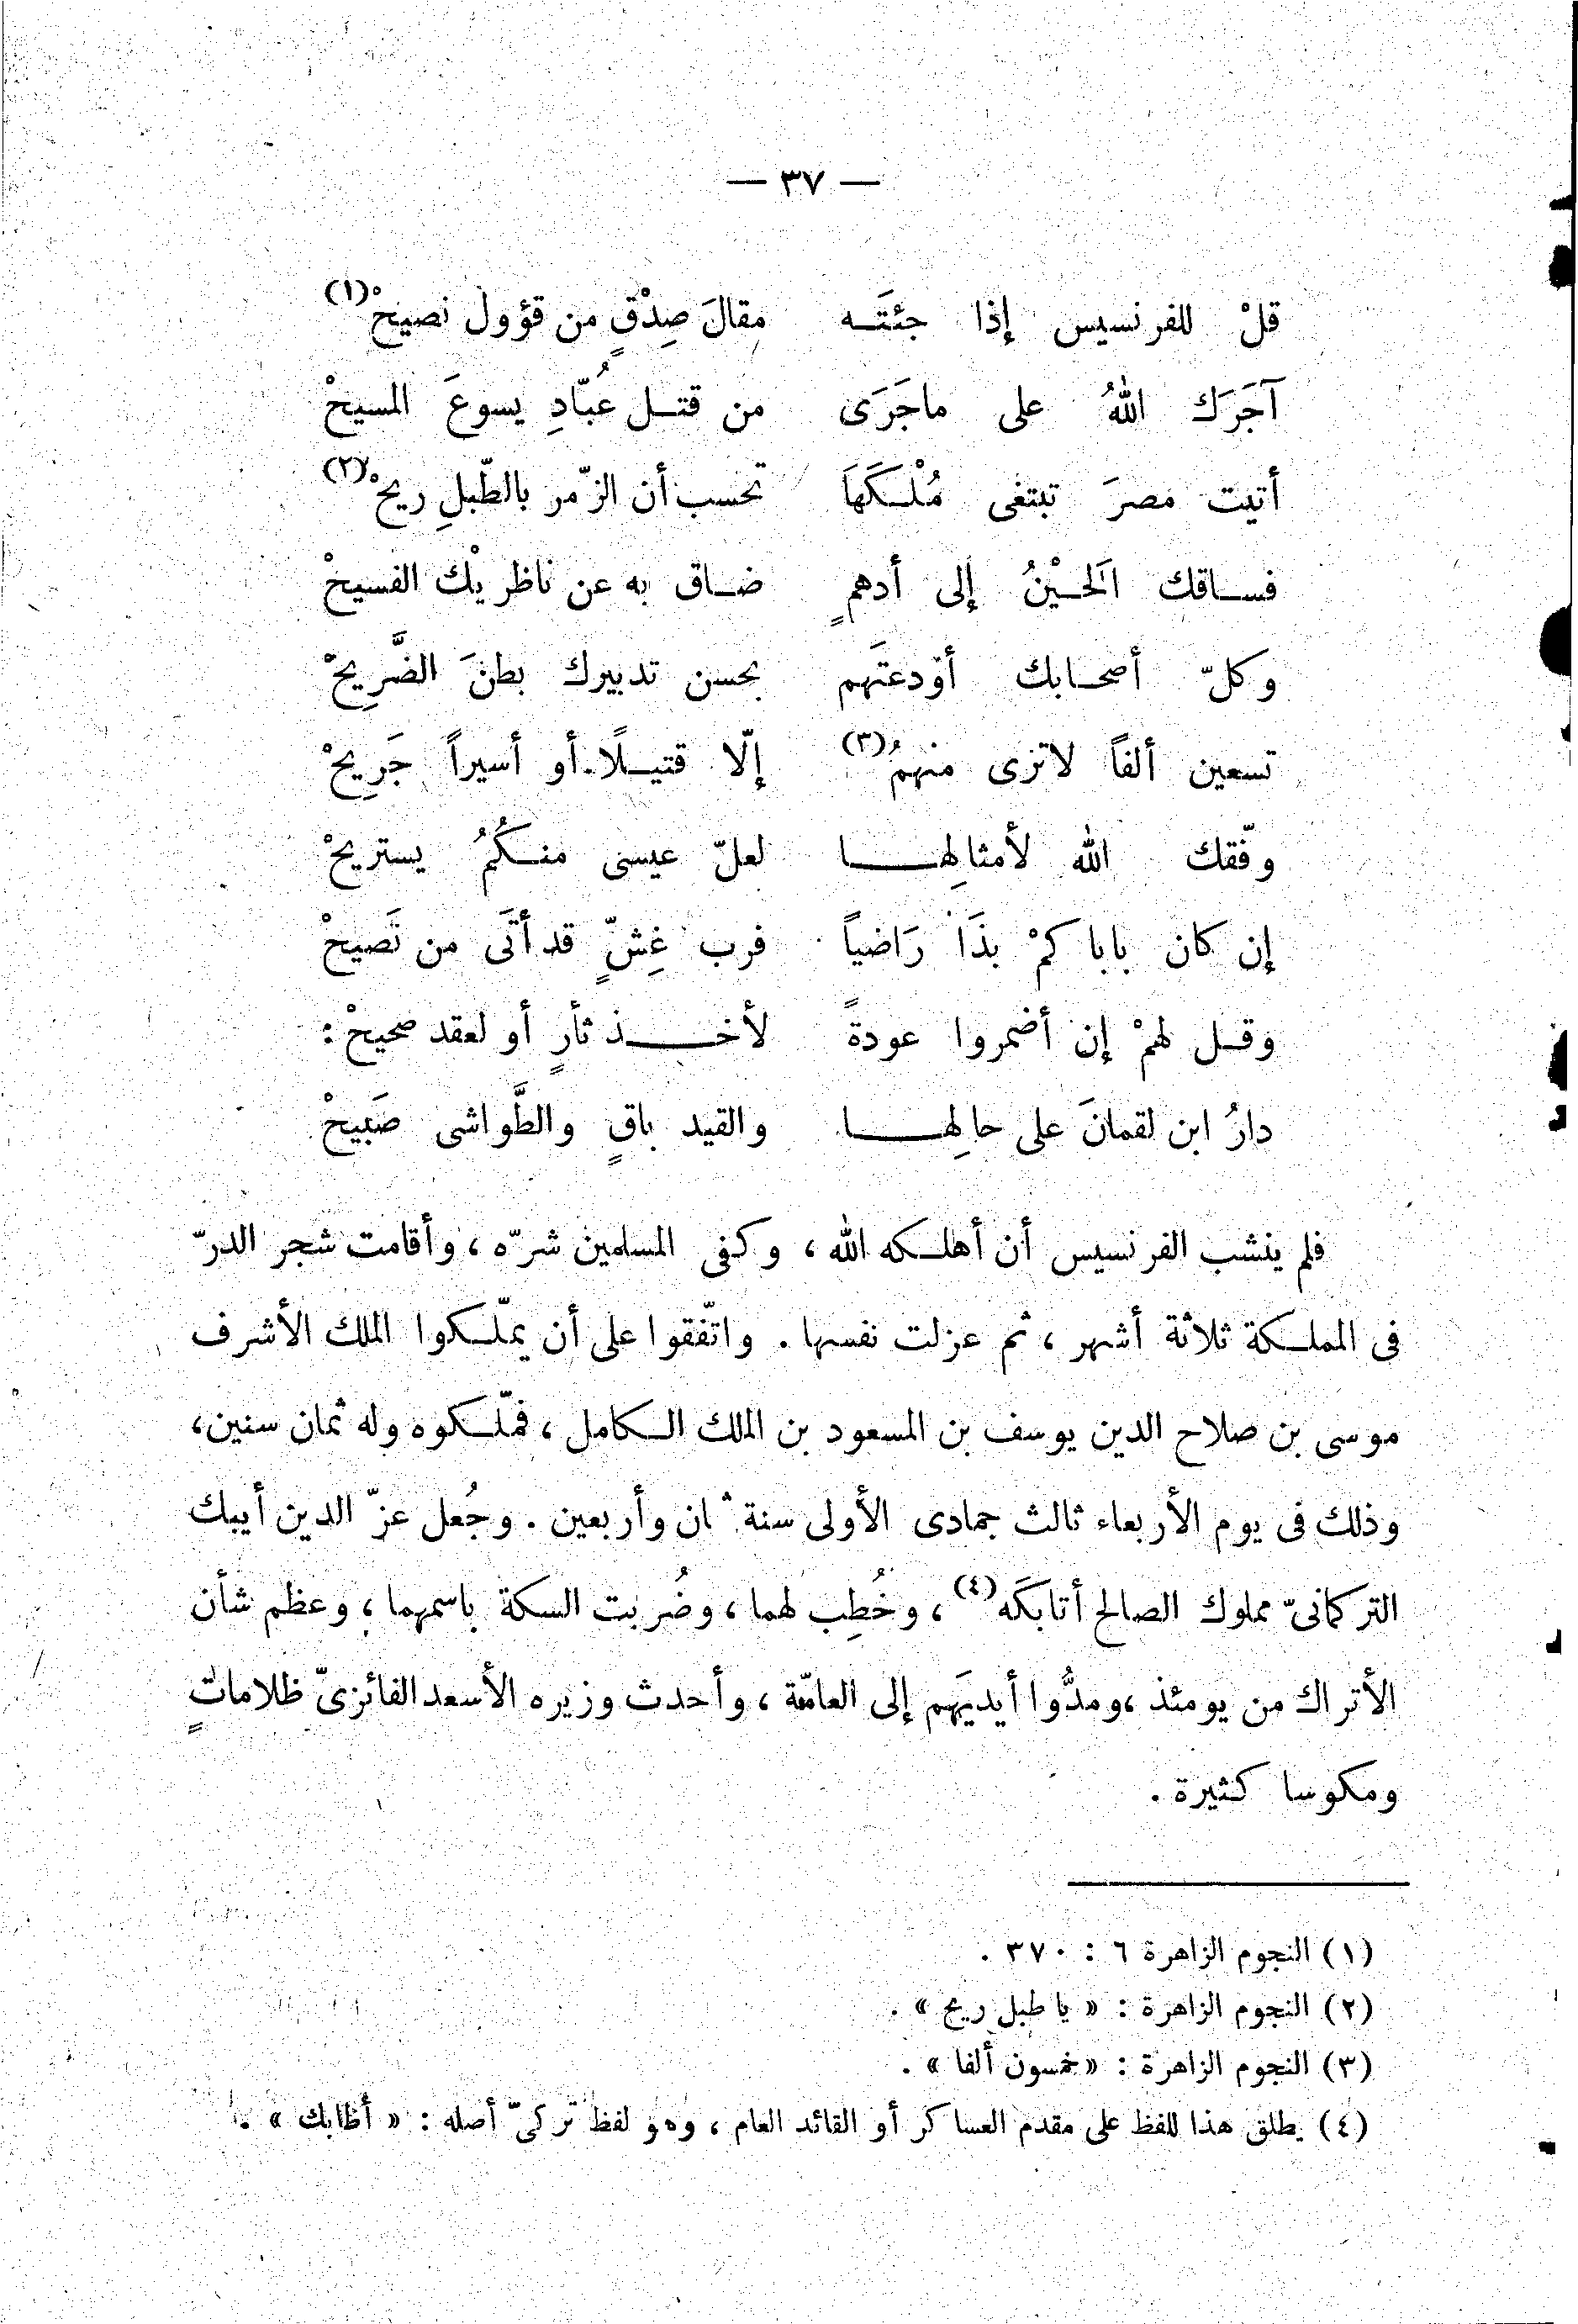 — ٣٧ —
قلْ للفرنسيس إذا جئتَه مقالَ صِدْقٍ من قؤول نصيحْ(١)
آجَرَك اللهُ على ماجَرَى من قتل عُبّادِ يسوعَ المسيحْ
أتيت مصرَ تبتغى مُلْكَهَا تحسب أن الزّمر بالطّبلِ ريحْ(٢)
فساقك الَحيْنُ إلى أدهمٍ ضاق به عن ناظريْك الفسيحْ
وكلّ أصحابك أوْدعتَهم بحسن تدبيرك بطنَ الضَّرِيحْ
تسعين ألفاً لاترى منهمُ(٣) إلّا قتيلًا أو أسيراً جَرِيحْ
وفّقك الله لأمثالِها لعلّ عيسى منكُمُ يستريحْ
إن كان باباكمْ بذَا رَاضياً فرب غِشٍّ قد أتَى من نَصيحْ
وقل لهمْ إن أضمروا عودةً لأخذ ثأرٍ أو لعقد صحيحْ :
دارُ ابن لقمانَ على حالِها والقيد باقٍ والطَّواشى صَبيحْ
فلم ينشب الفرنسيس أن أهلكه الله ، وكفى المسلمين شرّه ، وأقامت شجر الدرّ
فى المملكة ثلاثة أشهر ، ثم عزلت نفسها . واتّفقوا على أن يملّكوا الملك الأشرف
موسى بن صلاح الدين يوسف بن المسعود بن الملك الكامل ، فملّكوه وله ثمان سنين ،
وذلك فى يوم الأربعاء ثالث جمادى الأولى سنة ثمان وأربعين . وجُعل عزّ الدين أيبك
التركمانىّ مملوك الصالح أتابكَه(٤) ، وخُطِب لهما ، وضُربت السكة باسمهما ، وعظم شأن
الأتراك من يومئذ ، ومدُّوا أيديَهم إلى العامّة ، وأحدث وزيره الأسعد الفائزىّ ظلاماتٍ
ومكوسا كثيرة .
(١) النجوم الزاهرة ٦ : ٣٧٠ .
(٢) النجوم الزاهرة : « يا طبل ريح » .
(٣) النجوم الزاهرة : « خمسون ألفا » .
(٤) يطلق هذا للفظ على مقدم العساكر أو القائد العام ، وهو لفظ تركىّ أصله : « أطابك » .